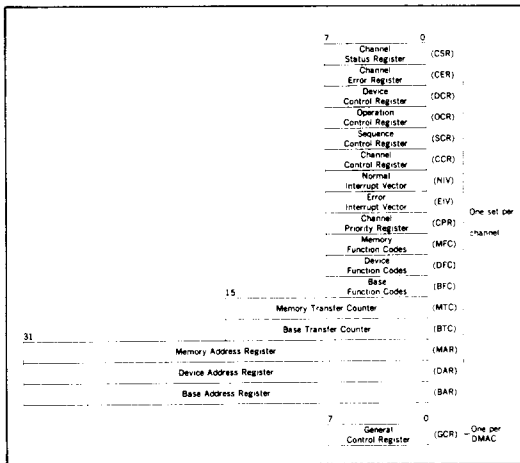 7 0
Channel
Status Register (CSR)
Channel
Error Register (CER)
Device
Control Register (DCR)
Operation
Control Register (OCR)
Sequence
Control Register (SCR)
Channel
Control Register (CCR)
Normal
Interrupt Vector (NIV)
Error
Interrupt Vector (EIV)
One set per
channel
Channel
Priority Register (CPR)
Memory
Function Codes (MFC)
Device
Function Codes (DFC)
Base
Function Codes (BFC)
15
Memory Transfer Counter (MTC)
Base Transfer Counter (BTC)
31
Memory Address Register (MAR)
Device Address Register (DAR)
Base Address Register (BAR)
7 0
General
Control Register (GCR)
One per
DMAC